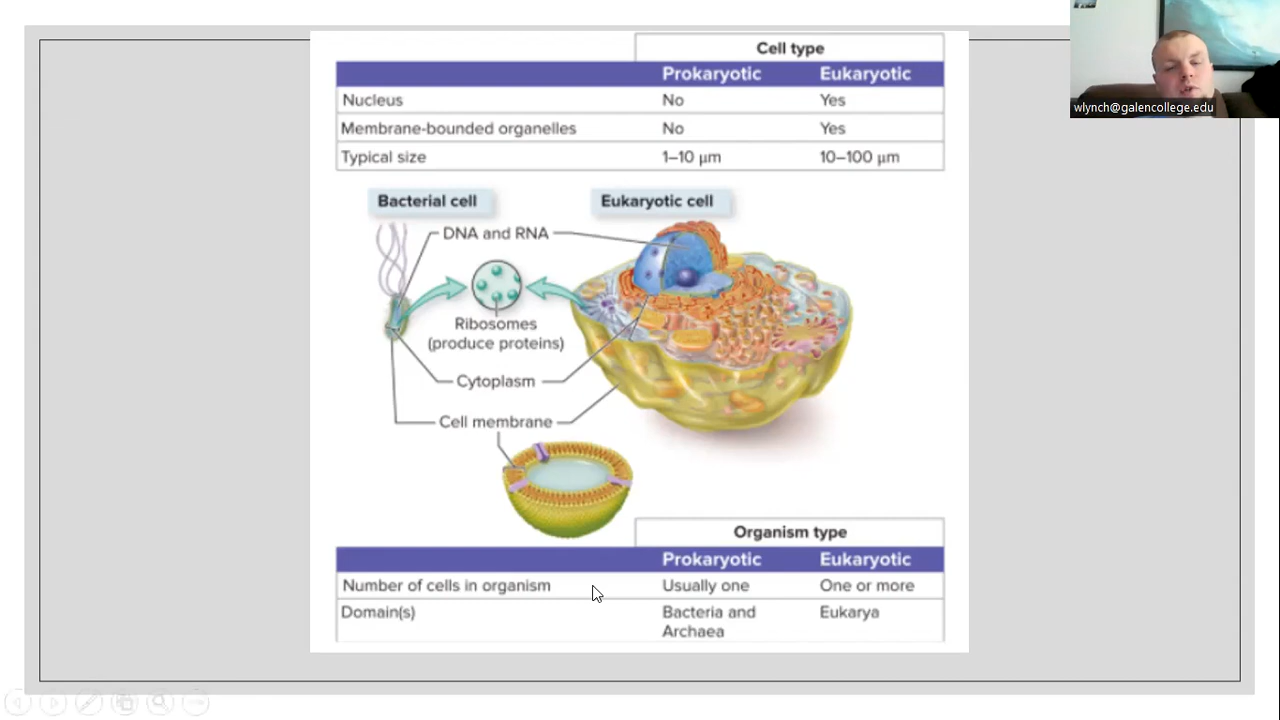 Cell type
Prokaryotic Eukaryotic
Nucleus No Yes
Membrane-bounded organelles No Yes
Typical size 1–10 μm 10–100 μm
Bacterial cell Eukaryotic cell
DNA and RNA
Ribosomes
(produce proteins)
Cytoplasm
Cell membrane
Organism type
Prokaryotic Eukaryotic
Number of cells in organism Usually one One or more
Domain(s) Bacteria and Eukarya
Archaea
wlynch@galencollege.edu